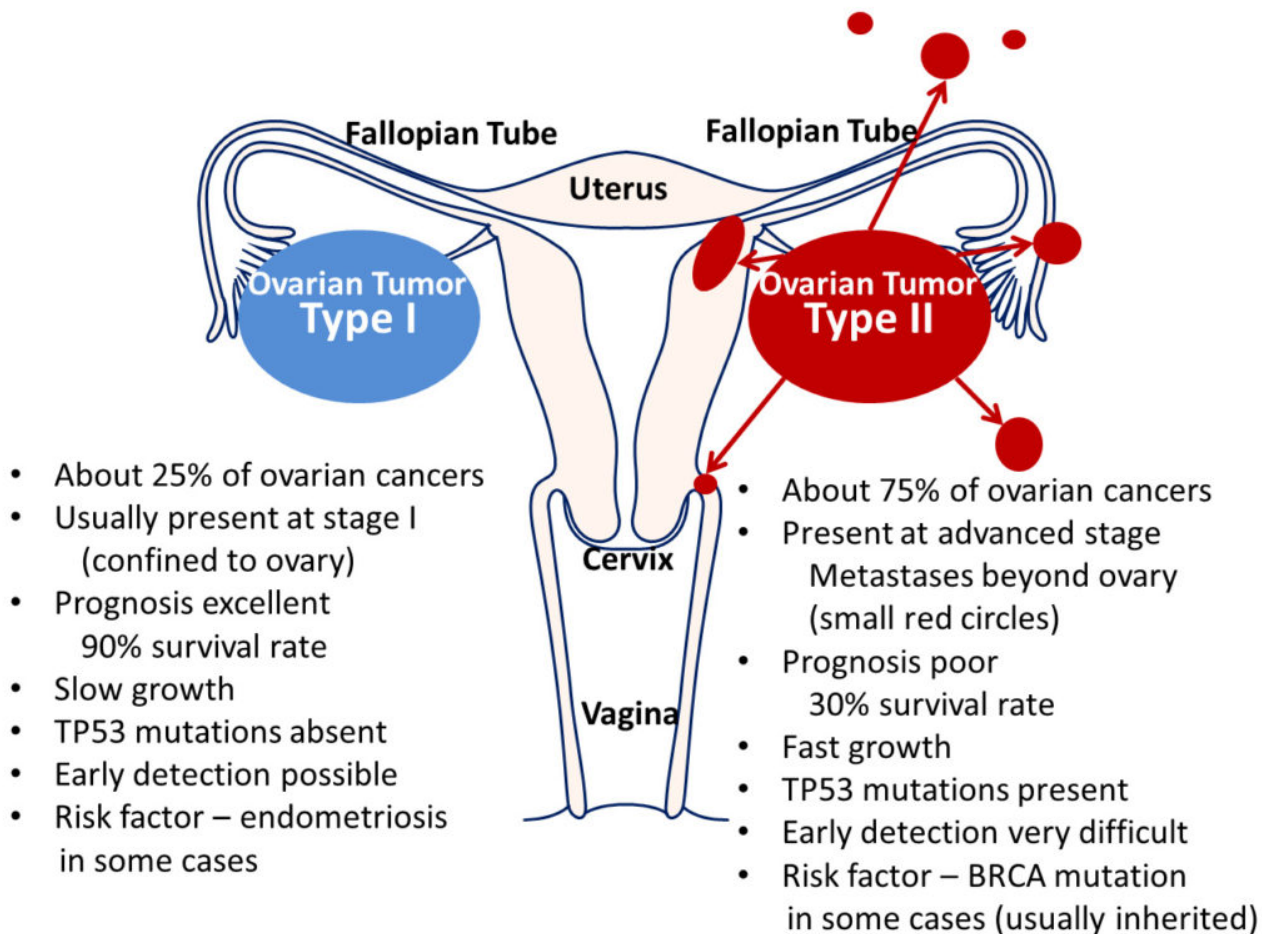 Fallopian Tube
Fallopian Tube
Uterus
Ovarian Tumor
Type I
Ovarian Tumor
Type II
Cervix
Vagina
• About 25% of ovarian cancers
• Usually present at stage I
(confined to ovary)
• Prognosis excellent
90% survival rate
• Slow growth
• TP53 mutations absent
• Early detection possible
• Risk factor – endometriosis
in some cases
• About 75% of ovarian cancers
• Present at advanced stage
Metastases beyond ovary
(small red circles)
• Prognosis poor
30% survival rate
• Fast growth
• TP53 mutations present
• Early detection very difficult
• Risk factor – BRCA mutation
in some cases (usually inherited)